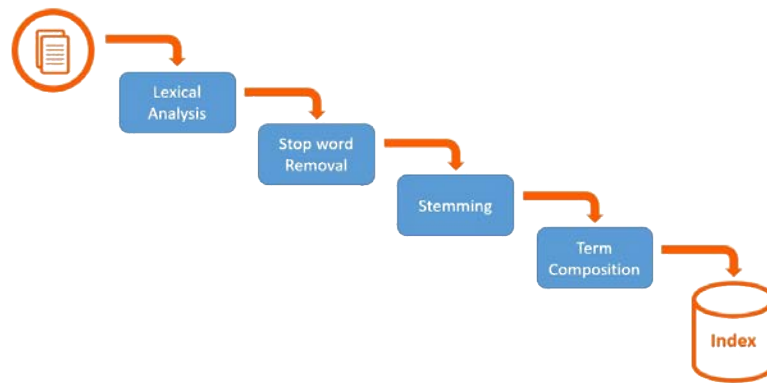 Lexical
Analysis
Stop word
Removal
Stemming
Term
Composition
Index